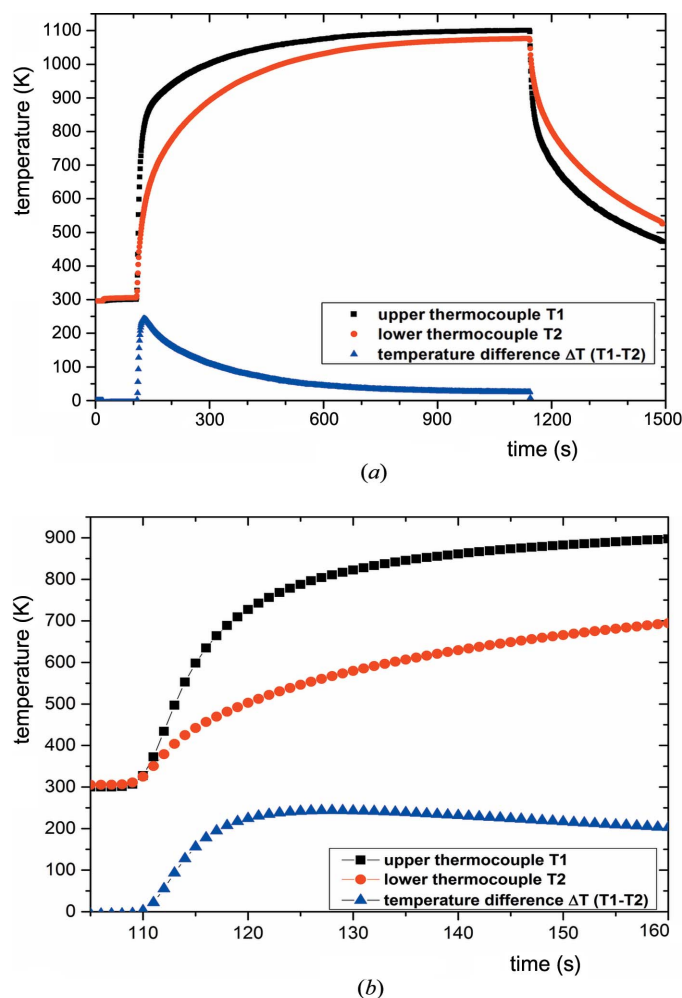 1100
1000
900
800
700
600
500
400
300
200
100
0
temperature (K)
upper thermocouple T1
lower thermocouple T2
temperature difference ΔT (T1-T2)
0
300
600
900
1200
1500
time (s)
(a)
900
800
700
600
500
400
300
200
100
0
temperature (K)
upper thermocouple T1
lower thermocouple T2
temperature difference ΔT (T1-T2)
110
120
130
140
150
160
time (s)
(b)